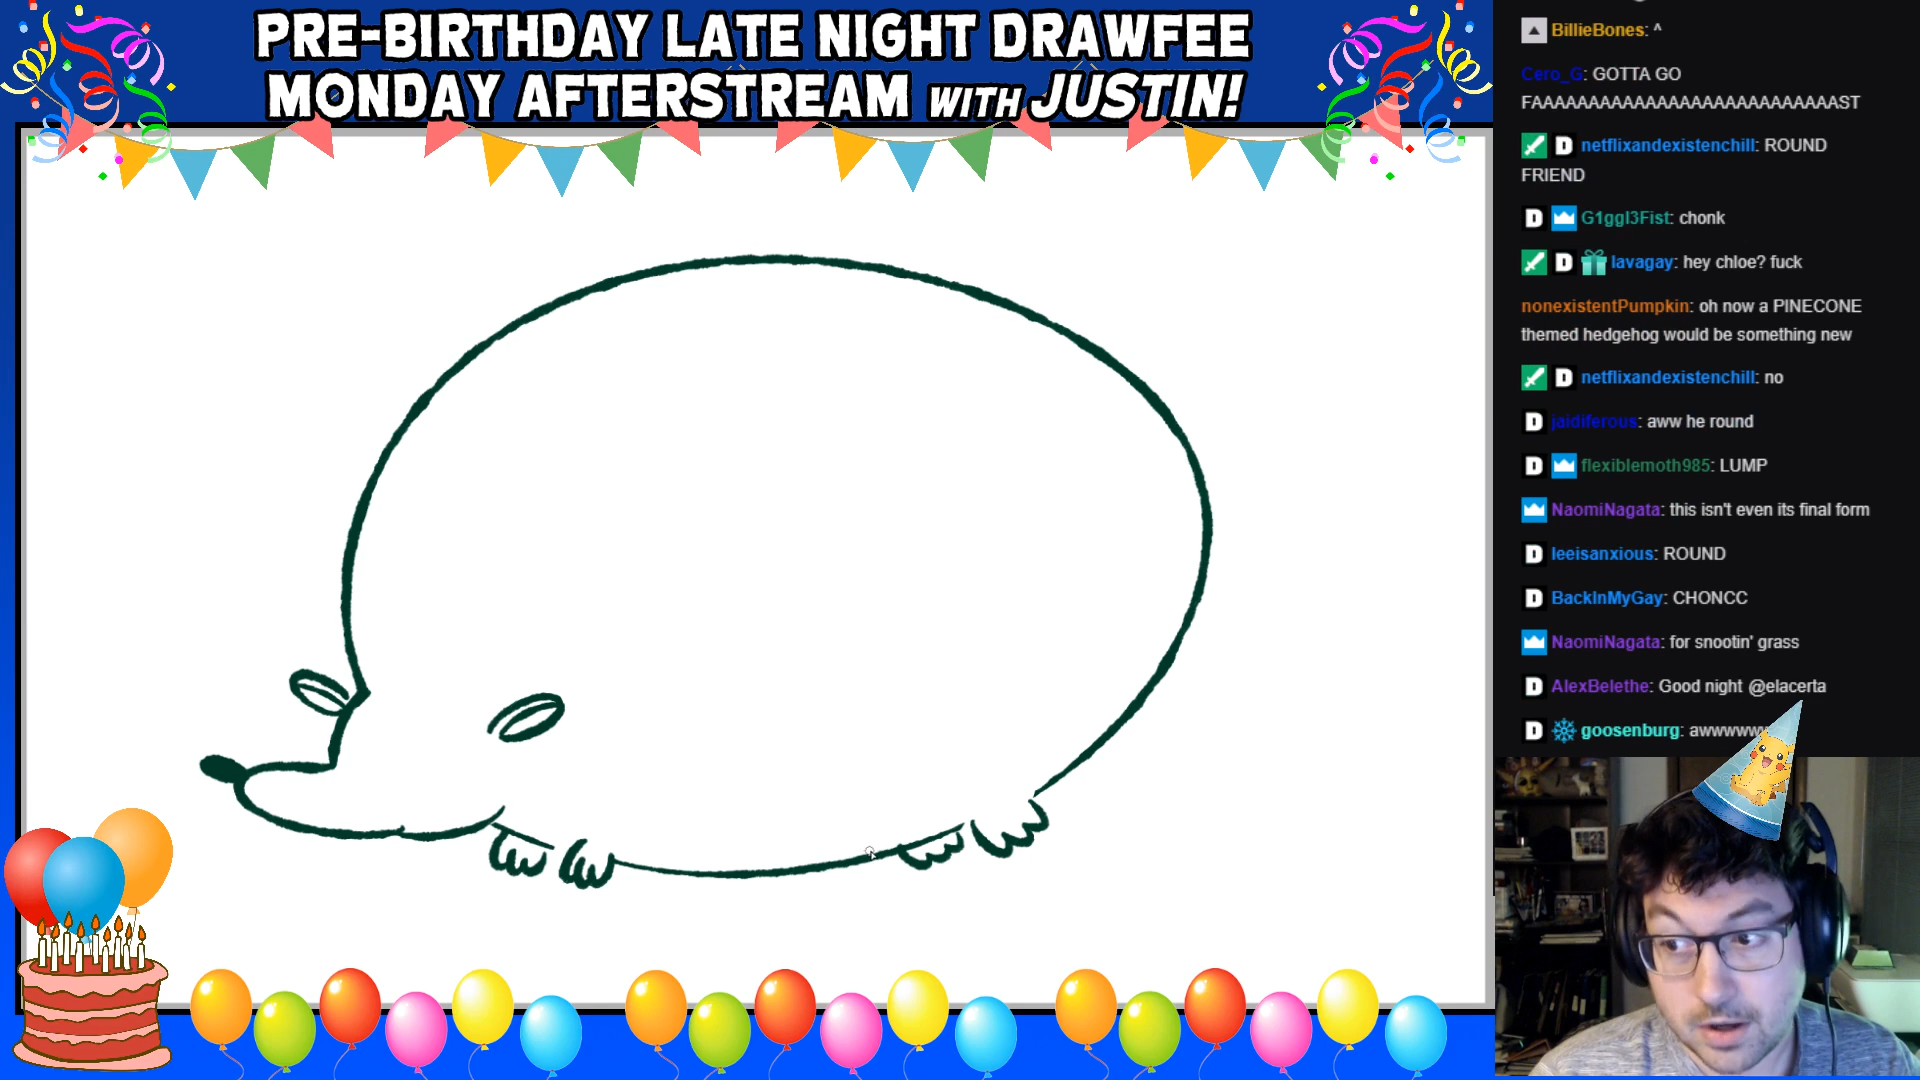 PRE-BIRTHDAY LATE NIGHT DRAWFEE
MONDAY AFTERSTREAM WITH JUSTIN!
BillieBones: ^
Cero_G: GOTTA GO
FAAAAAAAAAAAAAAAAAAAAAAAAAAAST
D netflixandexistenchill: ROUND
FRIEND
D G1ggl3Fist: chonk
D lavagay: hey chloe? fuck
nonexistentPumpkin: oh now a PINECONE
themed hedgehog would be something new
D netflixandexistenchill: no
D jaidiferous: aww he round
D flexiblemoth985: LUMP
NaomiNagata: this isn't even its final form
D leeisanxious: ROUND
D BackInMyGay: CHONCC
NaomiNagata: for snootin' grass
D AlexBelethe: Good night @elacerta
D goosenburg: awwwww